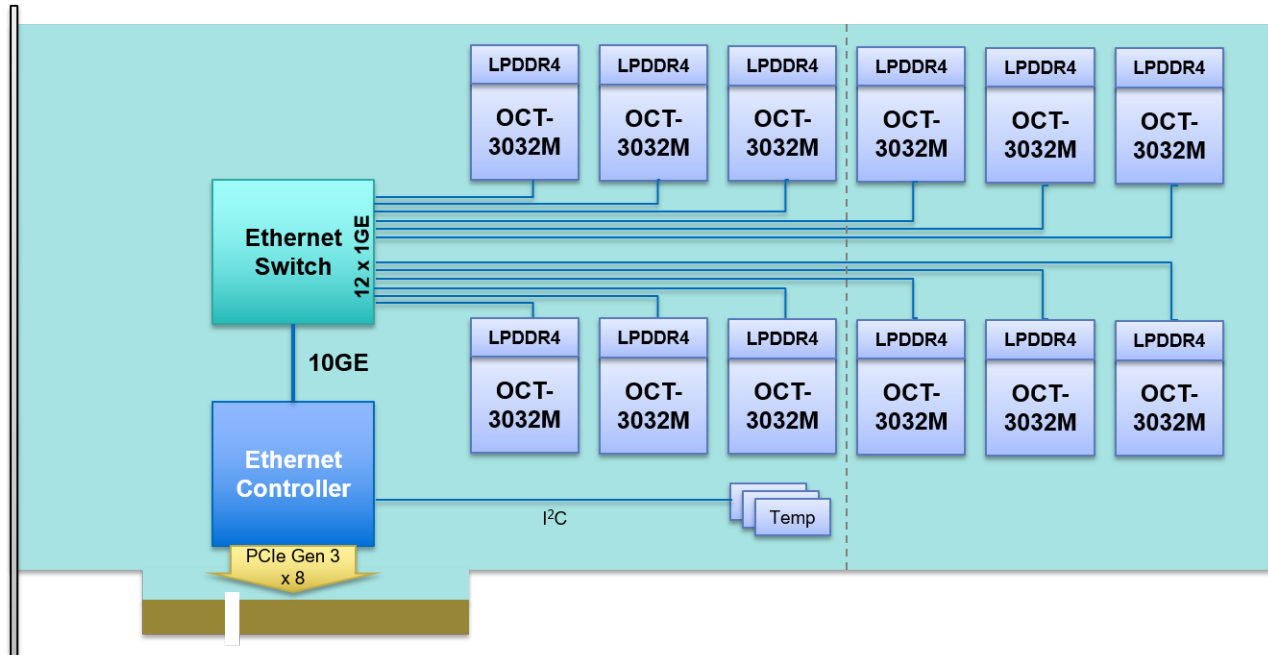 LPDDR4
OCT-
3032M
LPDDR4
OCT-
3032M
LPDDR4
OCT-
3032M
LPDDR4
OCT-
3032M
LPDDR4
OCT-
3032M
LPDDR4
OCT-
3032M
Ethernet
Switch
12 x 1GE
10GE
LPDDR4
OCT-
3032M
LPDDR4
OCT-
3032M
LPDDR4
OCT-
3032M
LPDDR4
OCT-
3032M
LPDDR4
OCT-
3032M
LPDDR4
OCT-
3032M
Ethernet
Controller
I²C
Temp
PCIe Gen 3
x 8